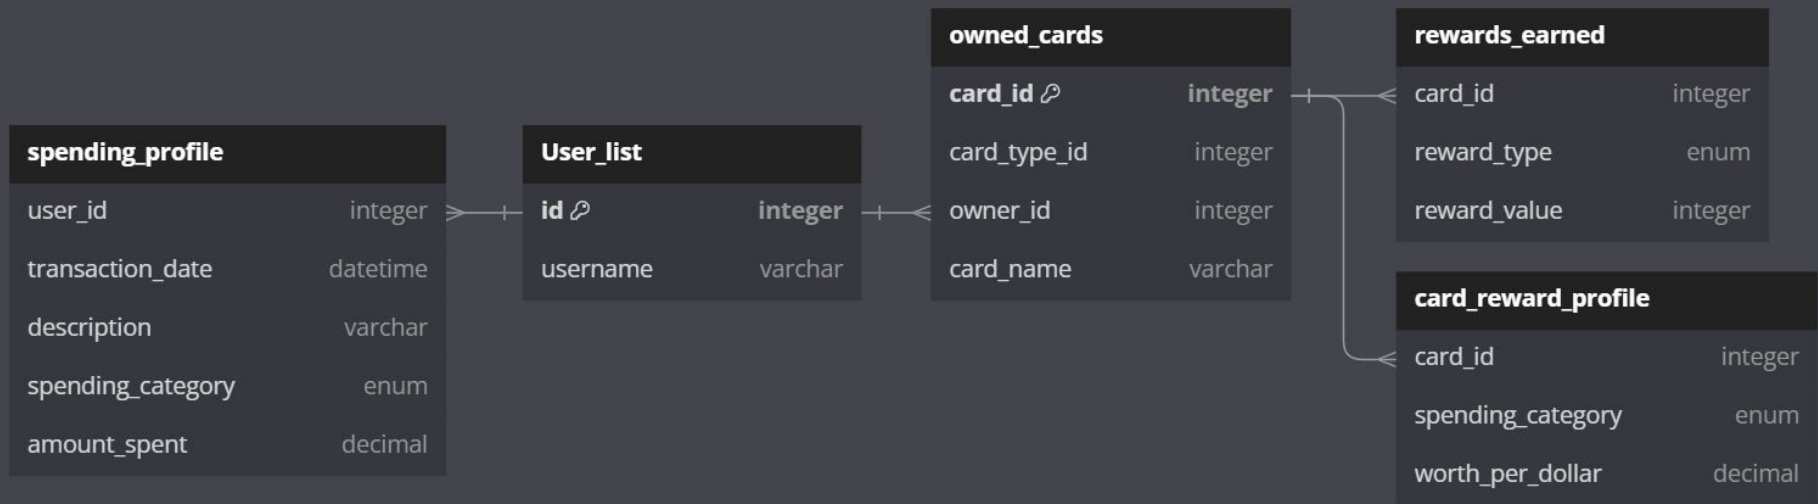 spending_profile
user_id integer
transaction_date datetime
description varchar
spending_category enum
amount_spent decimal
User_list
id integer
username varchar
owned_cards
card_id integer
card_type_id integer
owner_id integer
card_name varchar
rewards_earned
card_id integer
reward_type enum
reward_value integer
card_reward_profile
card_id integer
spending_category enum
worth_per_dollar decimal